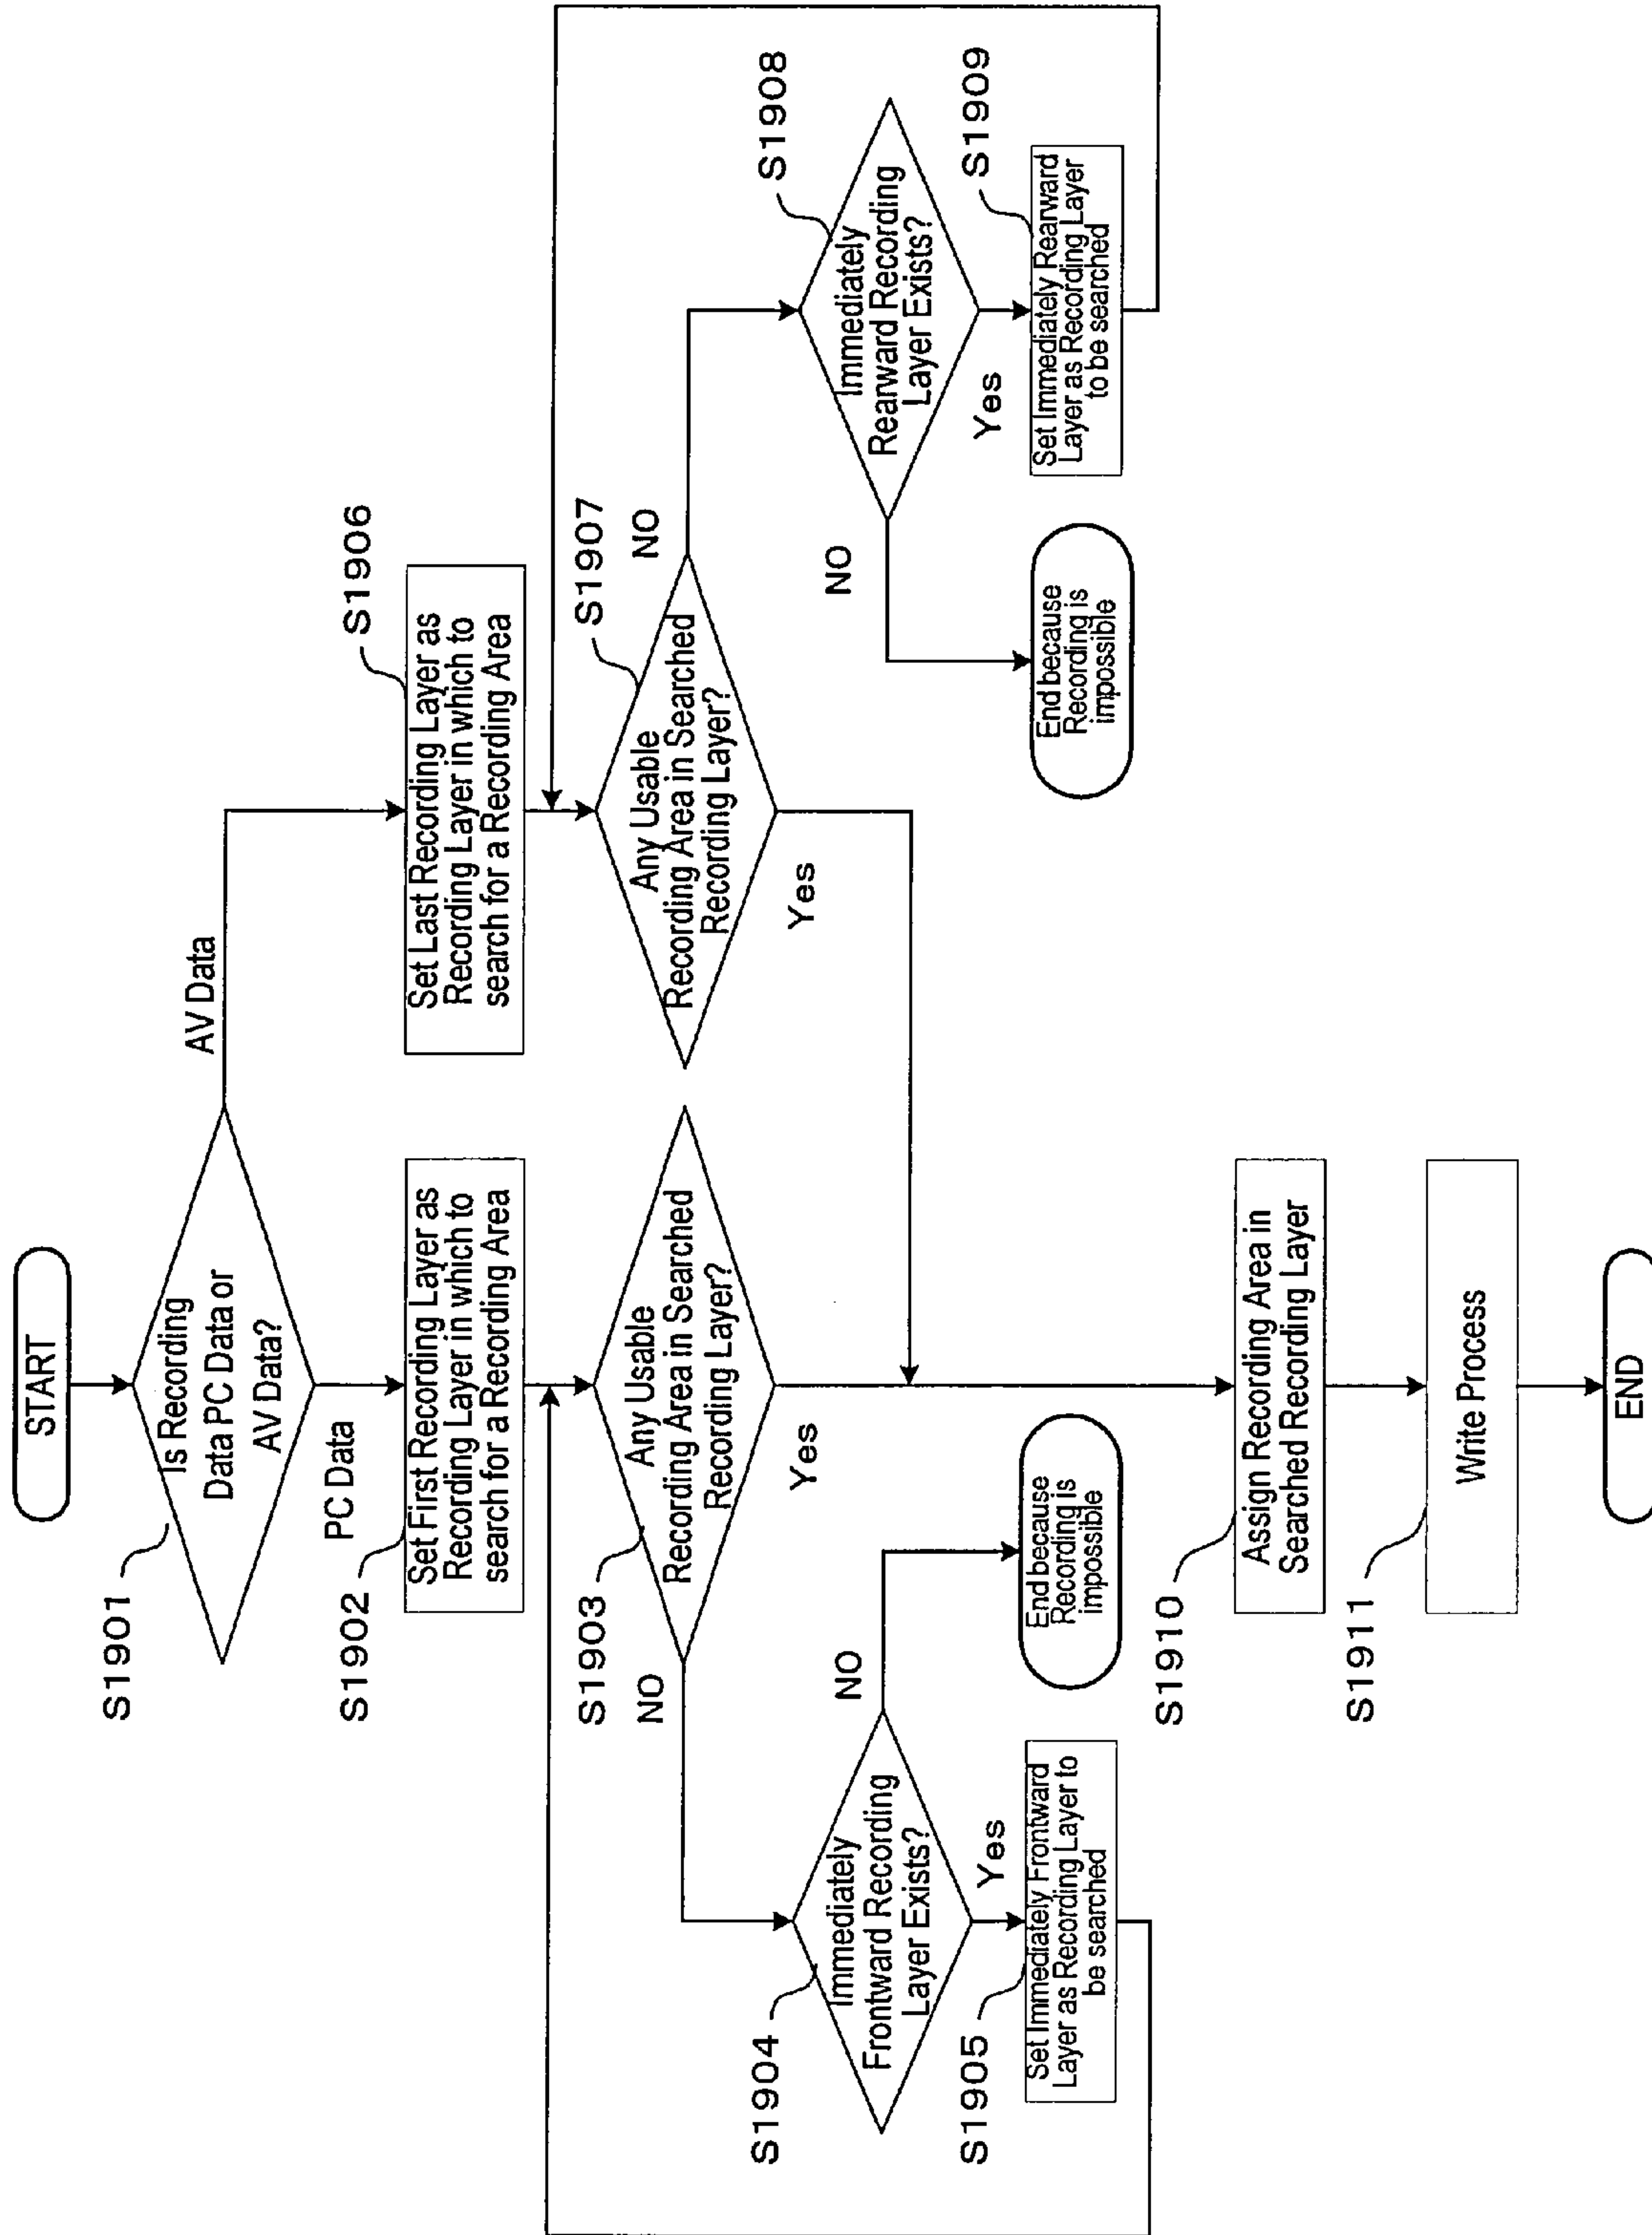 START
Is Recording
Data PC Data or
AV Data?
S1901
AV Data
PC Data
S1902
Set First Recording Layer as
Recording Layer in which to
search for a Recording Area
S1906
Set Last Recording Layer as
Recording Layer in which to
search for a Recording Area
S1903
Any Usable
Recording Area in Searched
Recording Layer?
NO
Yes
S1907
Any Usable
Recording Area in Searched
Recording Layer?
NO
Yes
S1904
Immediately
Frontward Recording
Layer Exists?
NO
Yes
S1908
Immediately
Rearward Recording
Layer Exists?
NO
Yes
S1905
Set Immediately Frontward
Layer as Recording Layer to
be searched
End because
Recording is
impossible
End because
Recording is
impossible
S1909
Set Immediately Rearward
Layer as Recording Layer
to be searched
S1910
Assign Recording Area in
Searched Recording Layer
S1911
Write Process
END